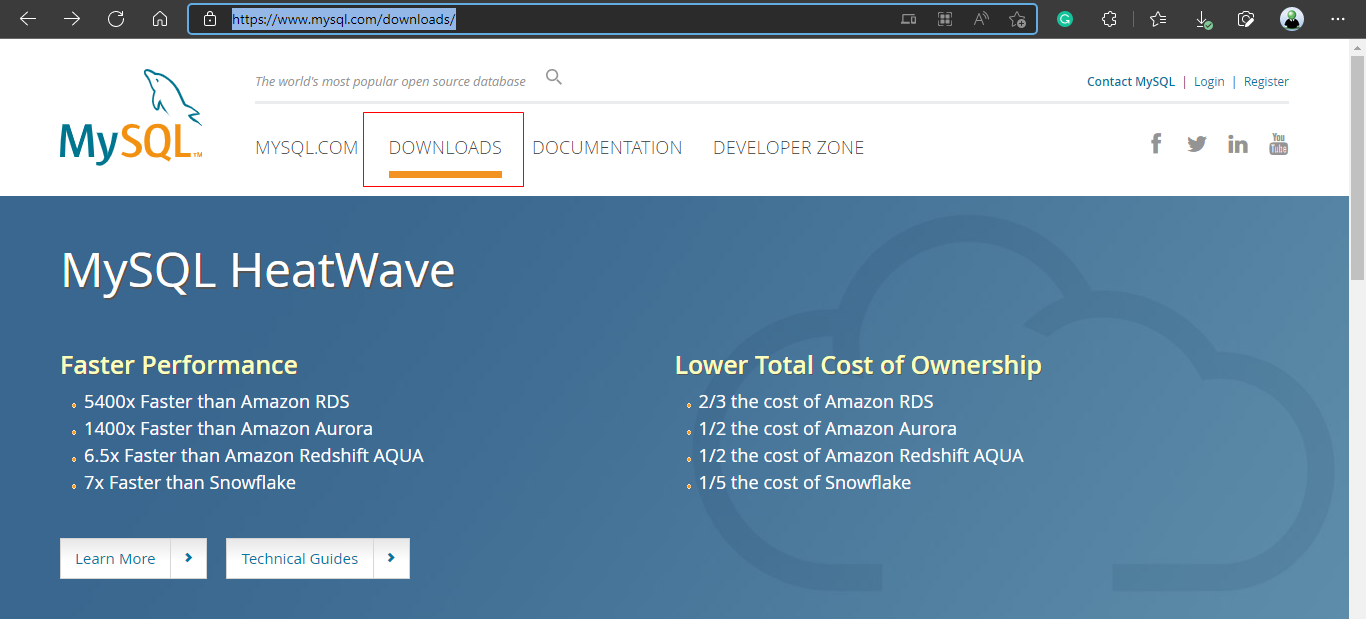 https://www.mysql.com/downloads/
The world's most popular open source database
Contact MySQL | Login | Register
MySQL™
MYSQL.COM DOWNLOADS DOCUMENTATION DEVELOPER ZONE
You Tube
MySQL HeatWave
Faster Performance
5400x Faster than Amazon RDS
1400x Faster than Amazon Aurora
6.5x Faster than Amazon Redshift AQUA
7x Faster than Snowflake
Lower Total Cost of Ownership
2/3 the cost of Amazon RDS
1/2 the cost of Amazon Aurora
1/2 the cost of Amazon Redshift AQUA
1/5 the cost of Snowflake
Learn More
Technical Guides